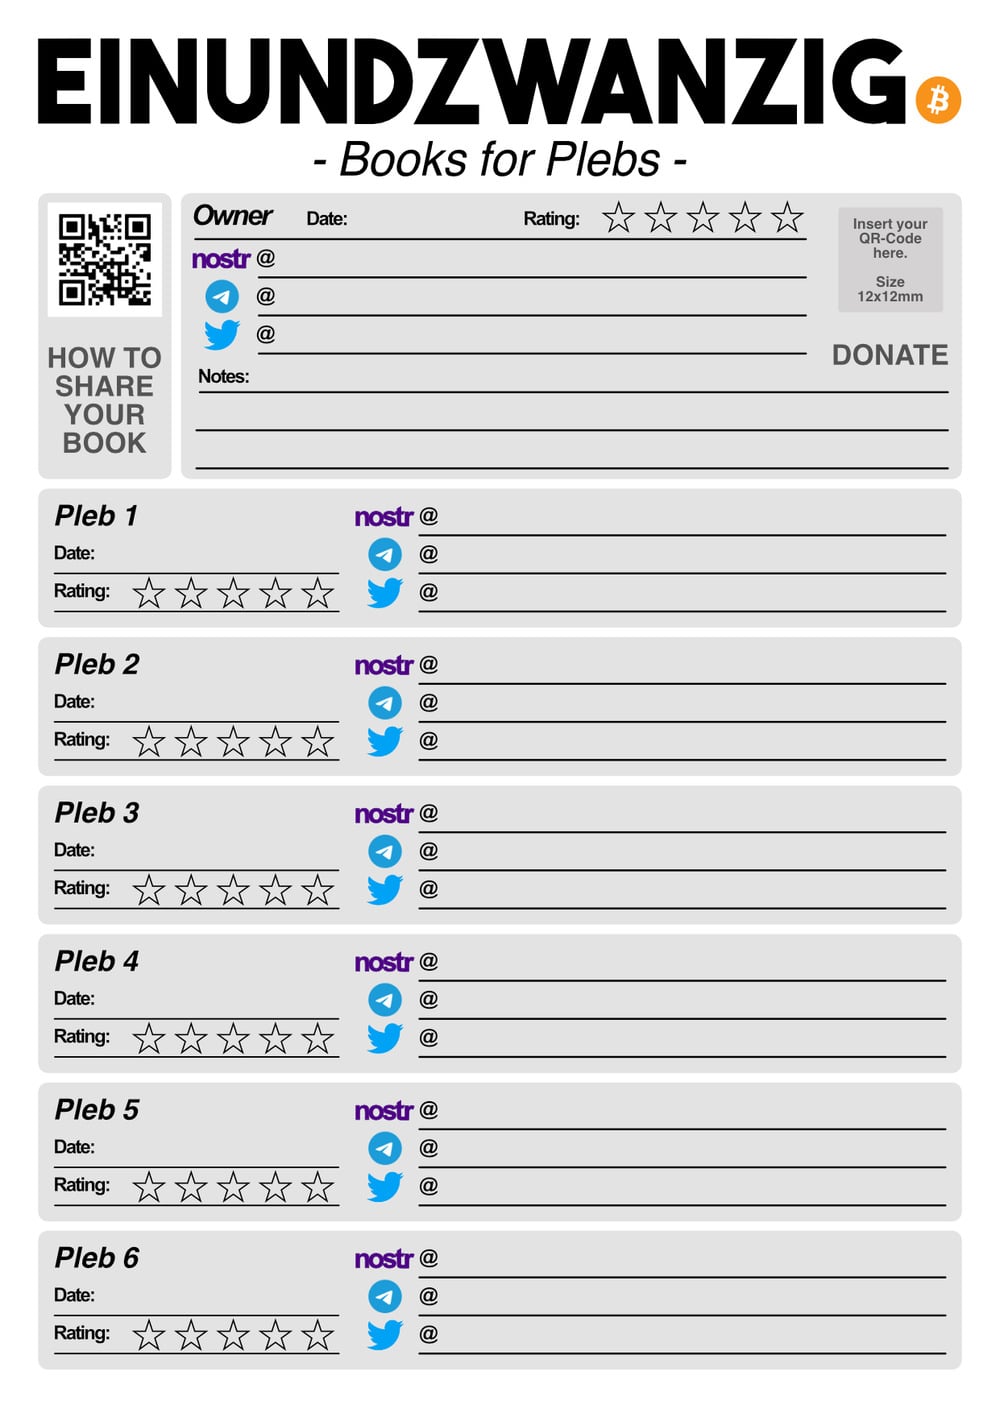 EINUNDZWANZIG
- Books for Plebs -
HOW TO
SHARE
YOUR
BOOK
Owner Date: Rating:
nostr @
@
@
Notes:
Insert your
QR-Code
here.
Size
12x12mm
DONATE
Pleb 1
Date:
Rating:
nostr @
@
@
Pleb 2
Date:
Rating:
nostr @
@
@
Pleb 3
Date:
Rating:
nostr @
@
@
Pleb 4
Date:
Rating:
nostr @
@
@
Pleb 5
Date:
Rating:
nostr @
@
@
Pleb 6
Date:
Rating:
nostr @
@
@